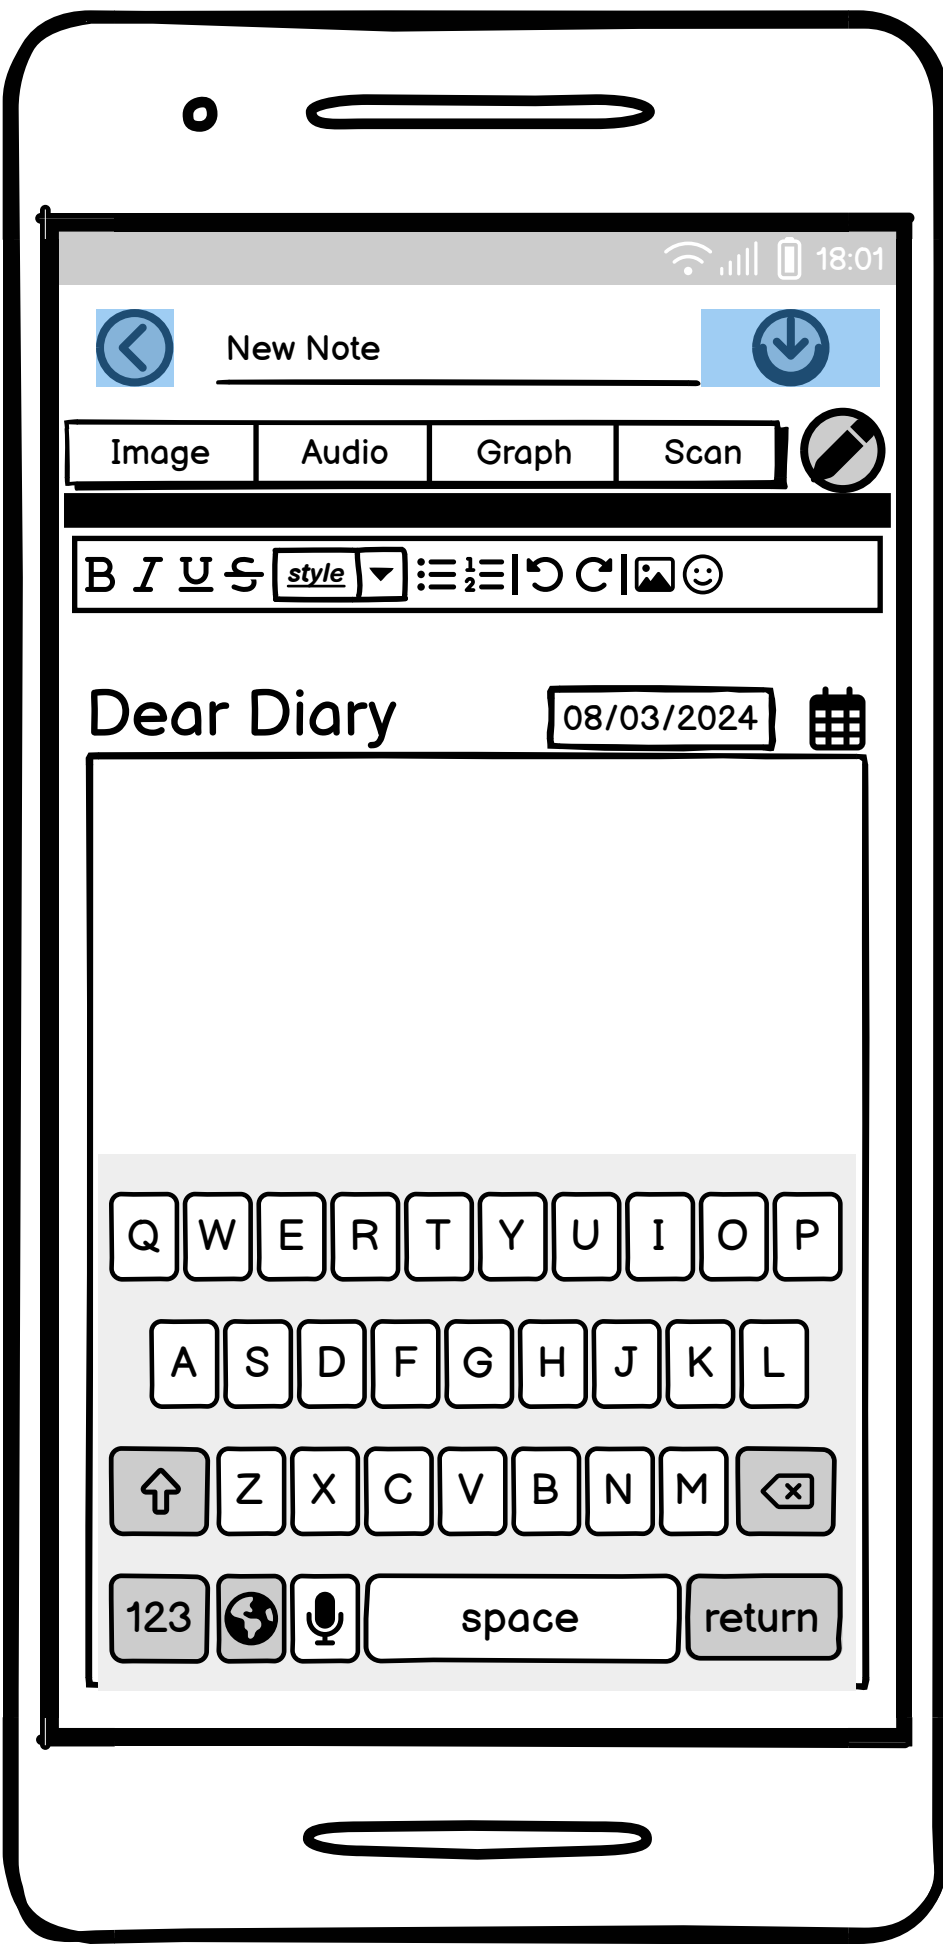 18:01
New Note
Image Audio Graph Scan
B I U S style
Dear Diary 08/03/2024
Q W E R T Y U I O P
A S D F G H J K L
Z X C V B N M
123 space return